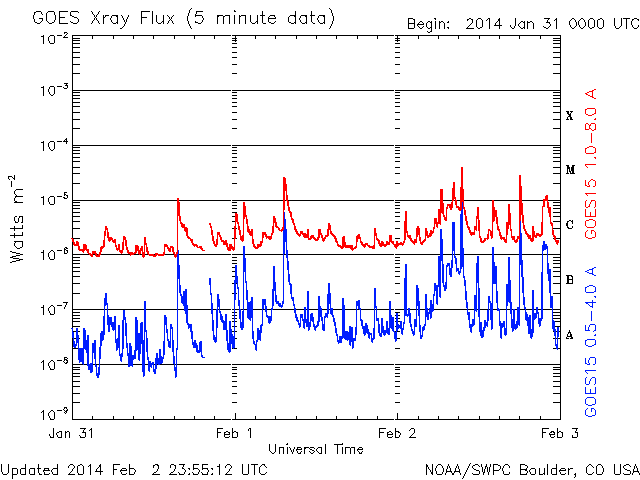 GOES Xray Flux (5 minute data)
Begin: 2014 Jan 31 0000 UTC
10⁻²
10⁻³
10⁻⁴
10⁻⁵
10⁻⁶
10⁻⁷
10⁻⁸
10⁻⁹
Watts m⁻²
X
M
C
B
A
GOES15 1.0-8.0 A
GOES15 0.5-4.0 A
Jan 31
Feb 1
Feb 2
Feb 3
Universal Time
Updated 2014 Feb 2 23:55:12 UTC
NOAA/SWPC Boulder, CO USA